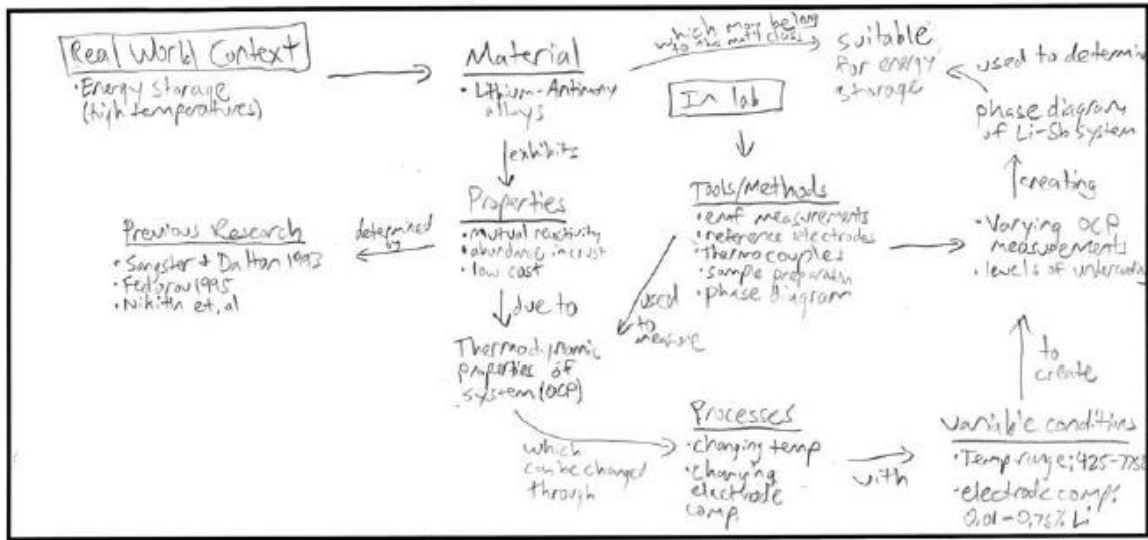 Real World Context
• Energy storage
(high temperatures)
Material
• Lithium-Antimony
alloys
which may belong
to this mat'l class
suitable
for energy
storage
used to determine
phase diagram
of Li-Sb system
In lab
exhibits
Properties
• mutual reactivity
• abundance in crust
• low cost
determined
by
Previous Research
• Sangster & Dalton 1993
• 1995
• Nikitin et. al
Tools/Methods
• emf measurements
• reference electrodes
• thermocouples
• sample preparation
• phase diagram
creating
• Varying OCP
measurements
• levels of
due to
used
to
measure
Thermodynamic
properties of
system (OCP)
to
create
which
can be changed
through
Processes
• changing temp
• changing
electrode
comp.
with
variable conditions
• Temp range: 425-
• electrode comp:
0.01-0.75% Li